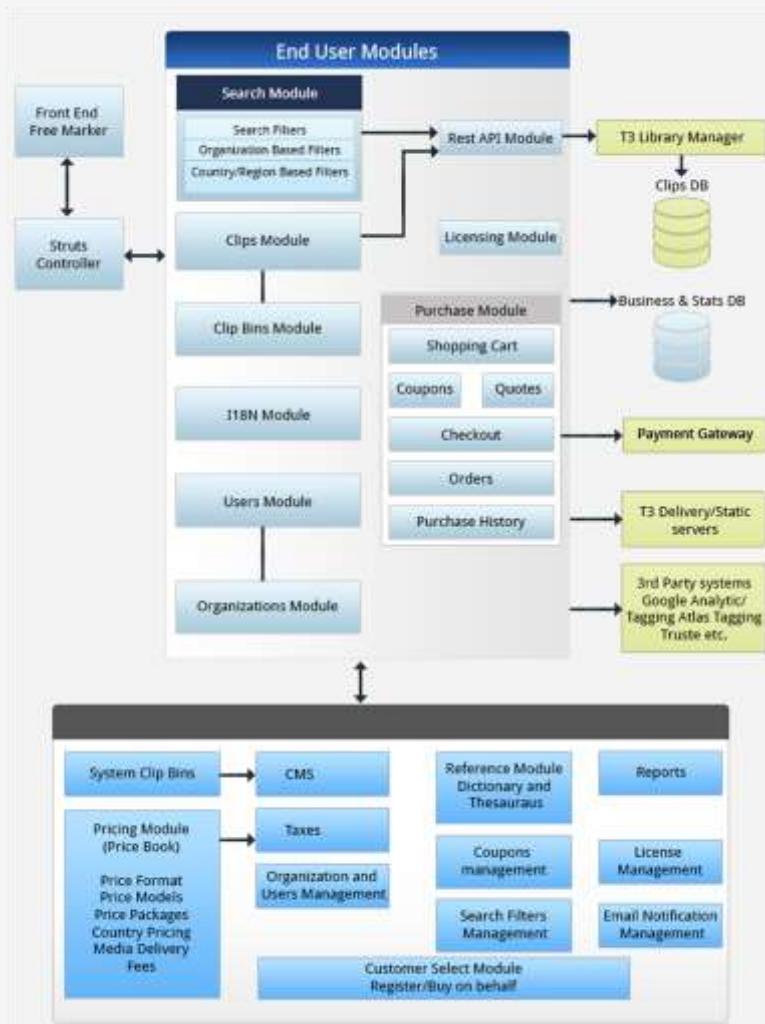 End User Modules
Front End
Free Marker
Struts
Controller
Search Module
Search Filters
Organization Based Filters
Country/Region Based Filters
Clips Module
Clip Bins Module
I18N Module
Users Module
Organizations Module
Rest API Module
Licensing Module
Purchase Module
Shopping Cart
Coupons
Quotes
Checkout
Orders
Purchase History
T3 Library Manager
Clips DB
Business & Stats DB
Payment Gateway
T3 Delivery/Static
servers
3rd Party systems
Google Analytic/
Tagging Atlas Tagging
Truste etc.
System Clip Bins
CMS
Reference Module
Dictionary and
Thesauraus
Reports
Pricing Module
(Price Book)
Price Format
Price Models
Price Packages
Country Pricing
Media Delivery
Fees
Taxes
Organization and
Users Management
Coupons
management
License
Management
Search Filters
Management
Email Notification
Management
Customer Select Module
Register/Buy on behalf